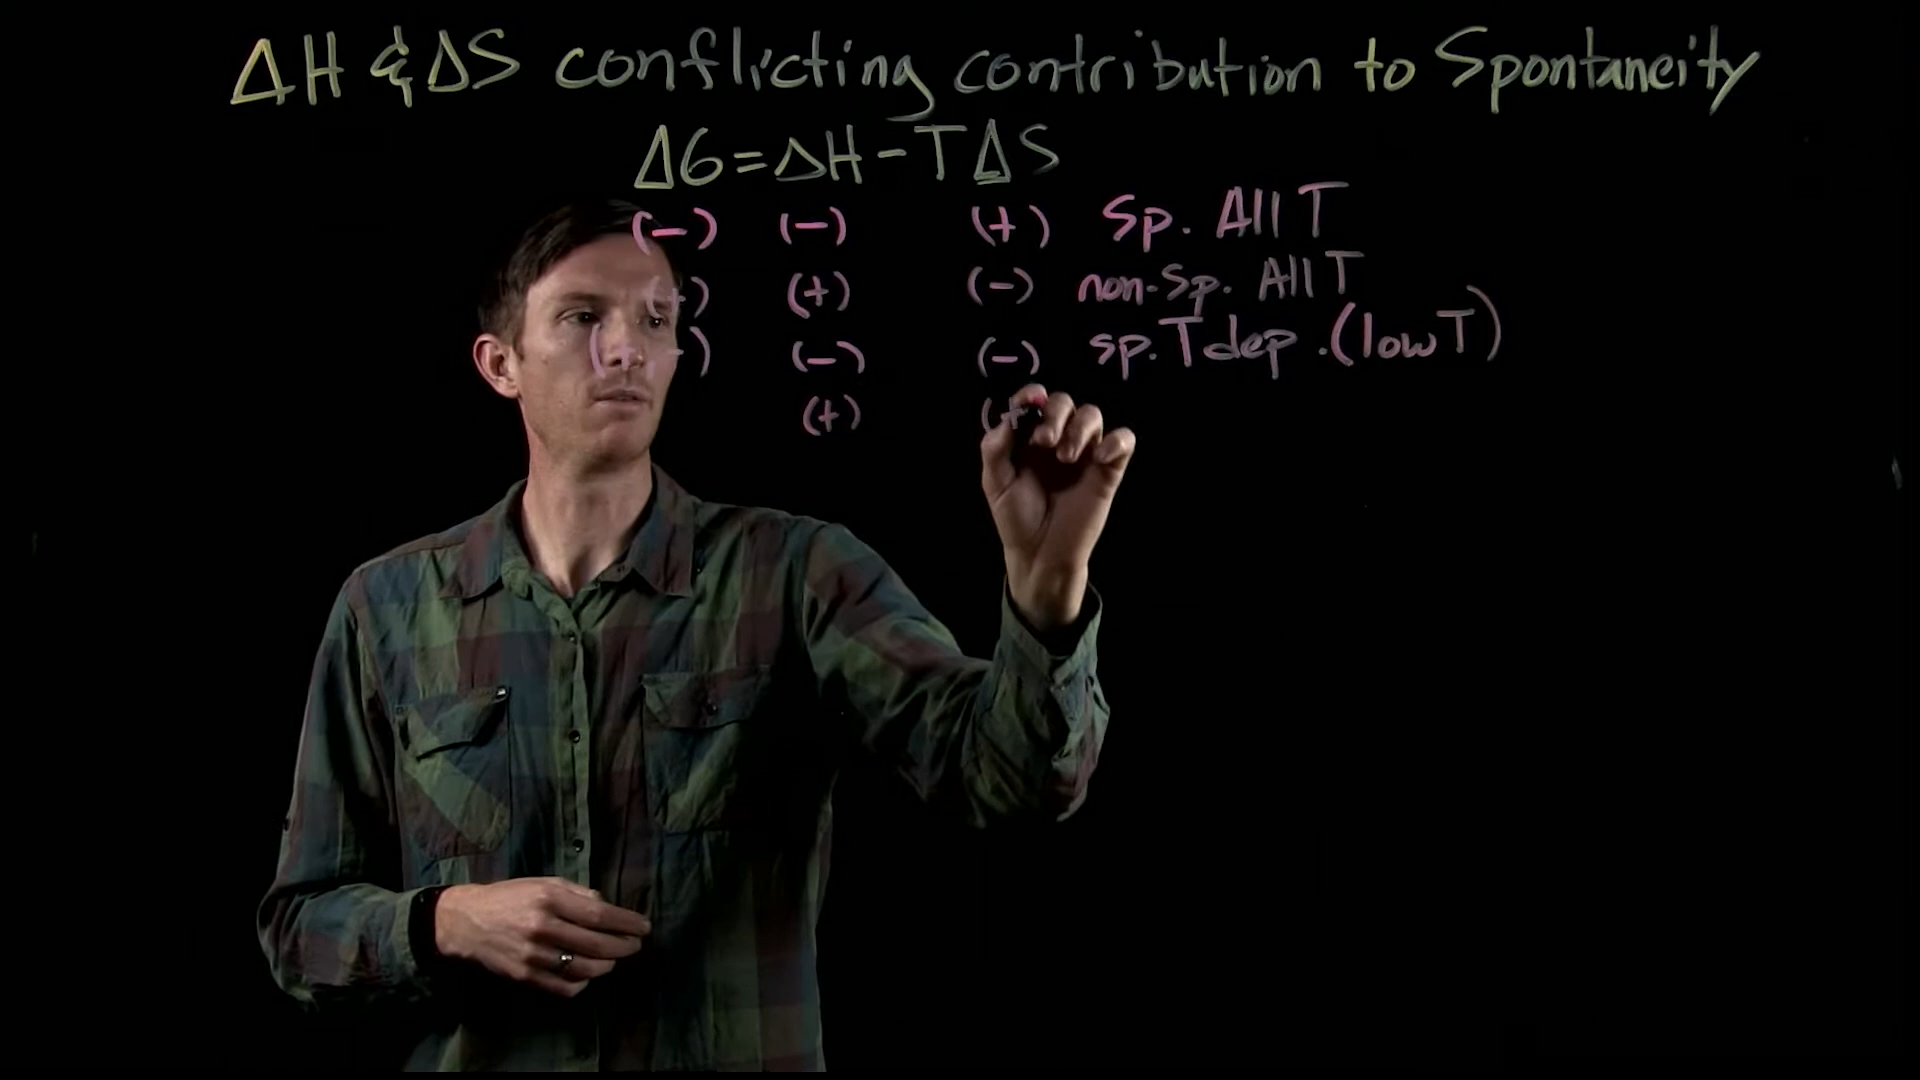 ΔH & ΔS conflicting contribution to Spontaneity
ΔG = ΔH - TΔS
(-) (-) (+) Sp. All T
(+) (+) (-) non-Sp. All T
(-) (-) sp. T dep. (low T)
(+) (+